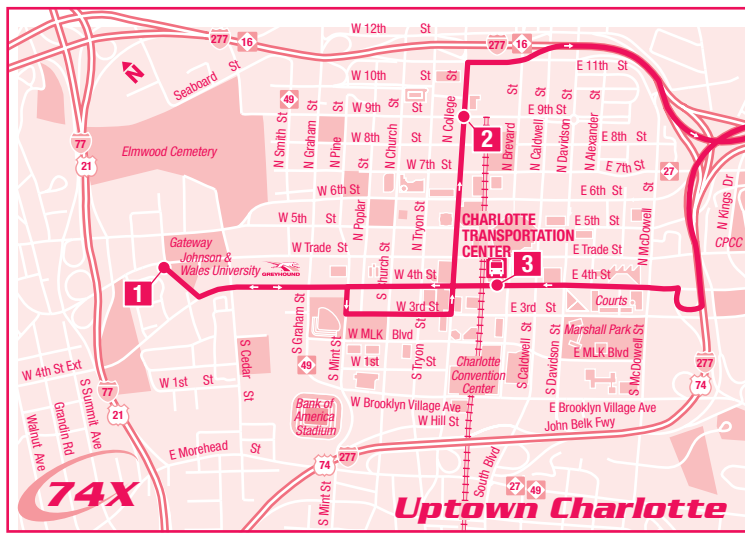 W 12th St
277
16
277
16
E 11th St
W 10th St
St
Seaboard St
N
49
W 9th St
E 9th St
N Smith St
N Graham St
N Pine St
N Church St
N College St
N Brevard St
N Caldwell St
N Davidson St
N Alexander St
W 8th St
2
E 8th St
77
21
Elmwood Cemetery
W 7th St
E 7th St
27
W 6th St
E 6th St
N Poplar St
N Tryon St
N McDowell St
N Kings Dr
CPCC
W 5th St
E 5th St
CHARLOTTE
TRANSPORTATION
CENTER
Gateway
Johnson &
Wales University
W Trade St
E Trade St
GREYHOUND
W 4th St
3
E 4th St
1
S Church St
W 3rd St
E 3rd St
Courts
S Graham St
S Mint St
W MLK Blvd
S Tryon St
Marshall Park
E MLK Blvd
S Cedar St
S Caldwell St
S Davidson St
S McDowell St
W 4th St Ext
W 1st St
49
W 1st St
Charlotte
Convention
Center
277
74
77
21
Walnut Ave
Grandin Rd
S Summit Ave
Bank of
America
Stadium
W Brooklyn Village Ave
E Brooklyn Village Ave
W Hill St
John Belk Fwy
E Morehead St
277
74
S Mint St
South Blvd
27
49
74X
Uptown Charlotte